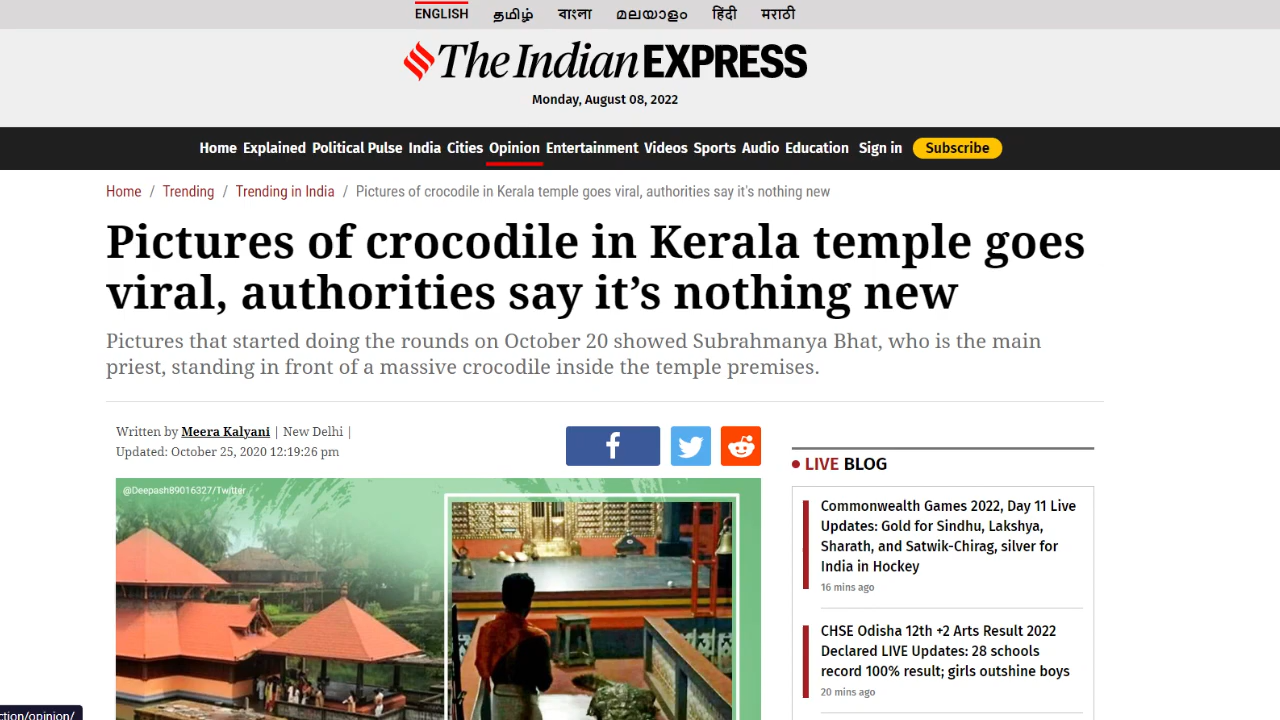 ENGLISH தமிழ் বাংলা മലയാളം हिंदी मराठी
The Indian EXPRESS
Monday, August 08, 2022
Home Explained Political Pulse India Cities Opinion Entertainment Videos Sports Audio Education Sign in Subscribe
Home / Trending / Trending in India / Pictures of crocodile in Kerala temple goes viral, authorities say it's nothing new
Pictures of crocodile in Kerala temple goes
viral, authorities say it’s nothing new
Pictures that started doing the rounds on October 20 showed Subrahmanya Bhat, who is the main
priest, standing in front of a massive crocodile inside the temple premises.
Written by Meera Kalyani | New Delhi |
Updated: October 25, 2020 12:19:26 pm
@Deepash89016327/Twitter
LIVE BLOG
Commonwealth Games 2022, Day 11 Live
Updates: Gold for Sindhu, Lakshya,
Sharath, and Satwik-Chirag, silver for
India in Hockey
16 mins ago
CHSE Odisha 12th +2 Arts Result 2022
Declared LIVE Updates: 28 schools
record 100% result; girls outshine boys
20 mins ago
ction/opinion/